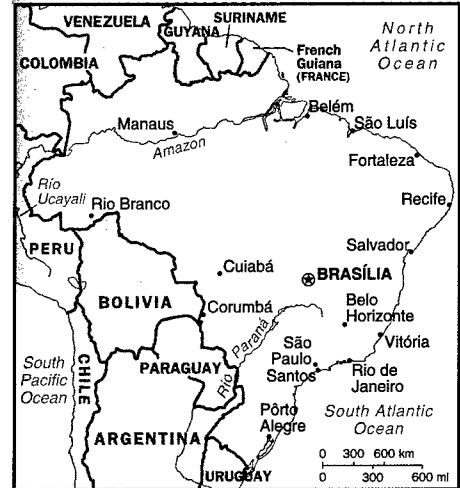 VENEZUELA
SURINAME
GUYANA
North
Atlantic
Ocean
French
Guiana
(FRANCE)
COLOMBIA
Belém
Manaus
São Luís
Amazon
Fortaleza
Río
Ucayali
Rio Branco
Recife
PERU
Salvador
Cuiabá
BRASÍLIA
BOLIVIA
Corumbá
Belo
Horizonte
Rio Paraná
Vitória
São
Paulo
Santos
Rio de
Janeiro
South
Pacific
Ocean
CHILE
PARAGUAY
Pôrto
Alegre
South Atlantic
Ocean
ARGENTINA
URUGUAY
0 300 600 km
0 300 600 mi